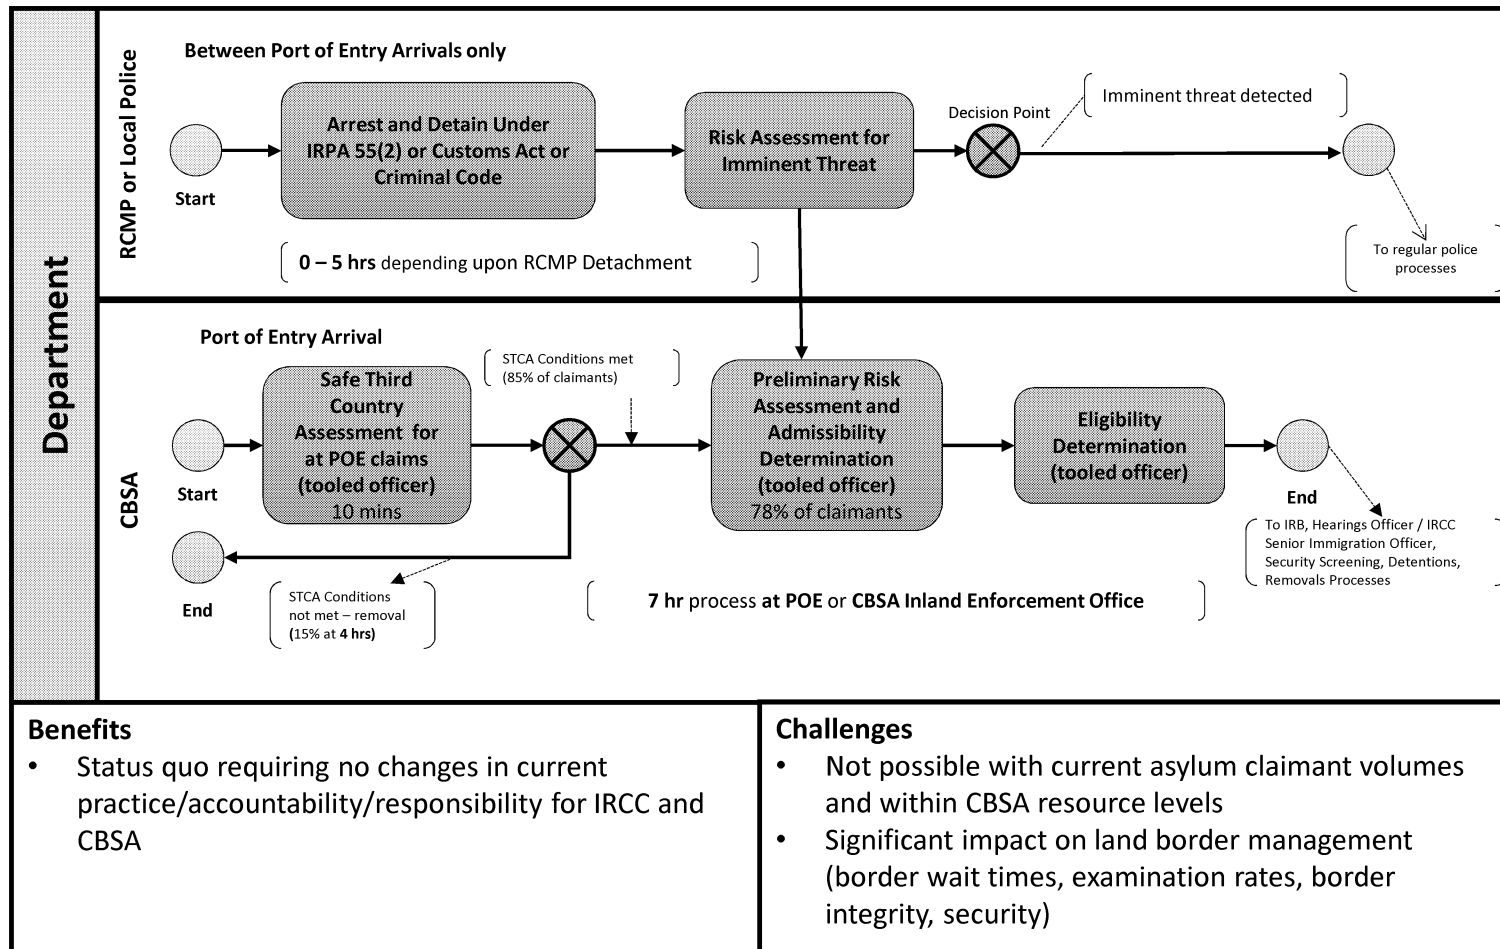 Department
RCMP or Local Police
Between Port of Entry Arrivals only
Start
Arrest and Detain Under
IRPA 55(2) or Customs Act or
Criminal Code
Risk Assessment for
Imminent Threat
Decision Point
Imminent threat detected
0 – 5 hrs depending upon RCMP Detachment
To regular police
processes
CBSA
Port of Entry Arrival
Start
Safe Third
Country
Assessment for
at POE claims
(tooled officer)
10 mins
STCA Conditions met
(85% of claimants)
Preliminary Risk
Assessment and
Admissibility
Determination
(tooled officer)
78% of claimants
Eligibility
Determination
(tooled officer)
End
To IRB, Hearings Officer / IRCC
Senior Immigration Officer,
Security Screening, Detentions,
Removals Processes
End
STCA Conditions
not met – removal
(15% at 4 hrs)
7 hr process at POE or CBSA Inland Enforcement Office
Benefits
• Status quo requiring no changes in current
practice/accountability/responsibility for IRCC and
CBSA
Challenges
• Not possible with current asylum claimant volumes
and within CBSA resource levels
• Significant impact on land border management
(border wait times, examination rates, border
integrity, security)